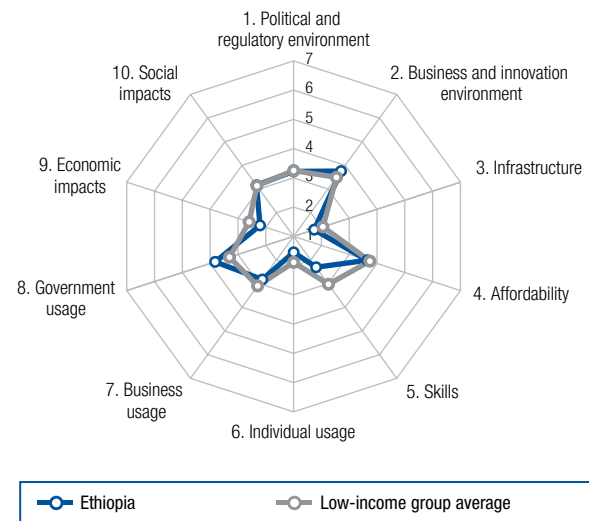 1. Political and
regulatory environment
7
10. Social
impacts
2. Business and innovation
environment
6
5
9. Economic
impacts
4
3. Infrastructure
3
2
1
8. Government
usage
4. Affordability
7. Business
usage
5. Skills
6. Individual usage
Ethiopia
Low-income group average